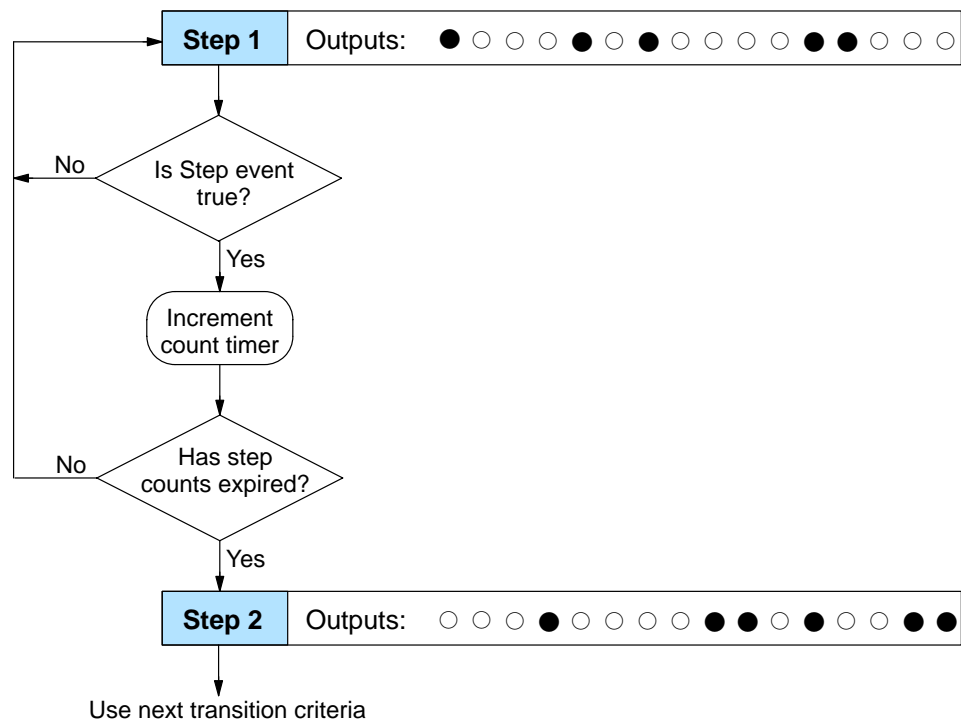 Step 1 Outputs:
No
Is Step event
true?
Yes
Increment
count timer
No
Has step
counts expired?
Yes
Step 2 Outputs:
Use next transition criteria